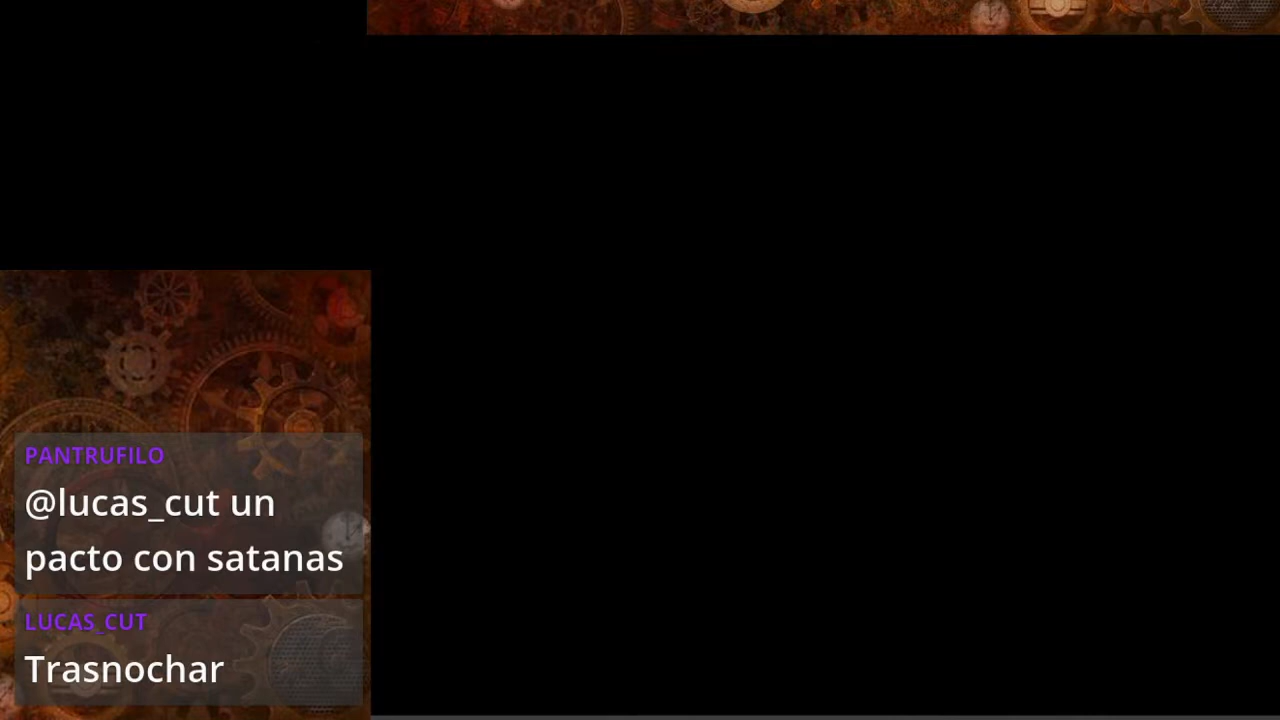 PANTRUFILO
@lucas_cut un
pacto con satanas
LUCAS_CUT
Trasnochar